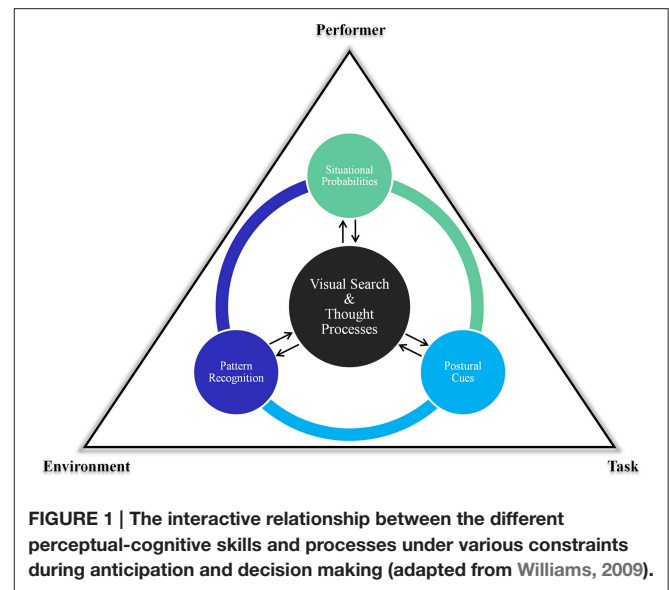 Performer
Situational
Probabilities
Visual Search
&
Thought
Processes
Pattern
Recognition
Postural
Cues
Environment
Task
FIGURE 1 | The interactive relationship between the different
perceptual-cognitive skills and processes under various constraints
during anticipation and decision making (adapted from Williams, 2009).